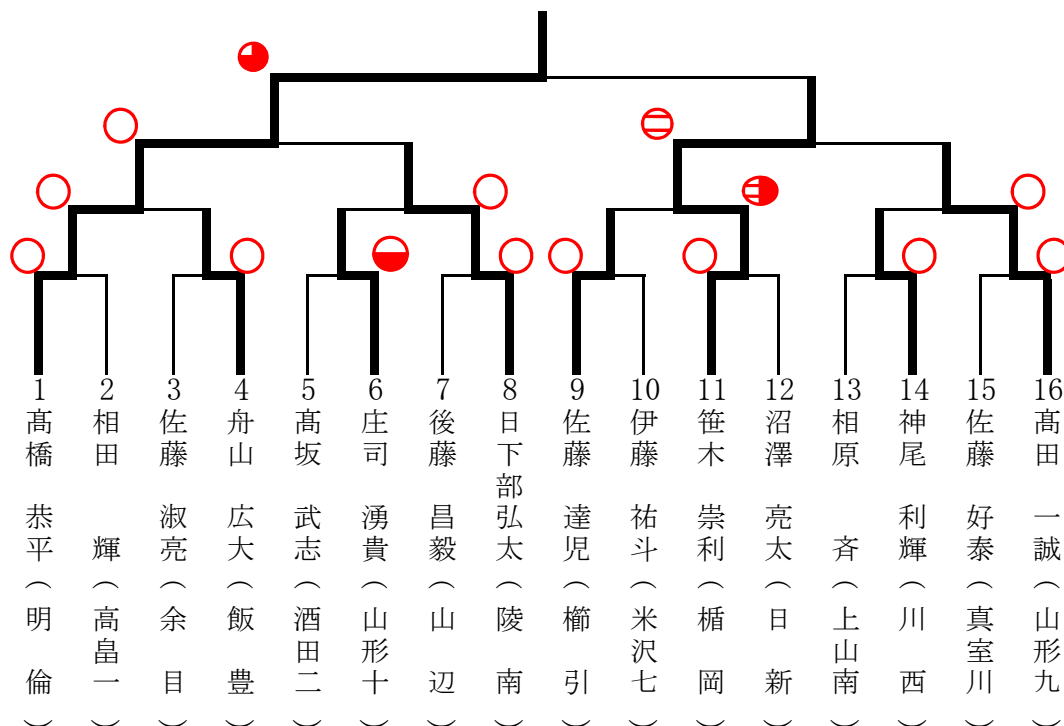 1 髙橋 恭平（明倫）
2 相田 輝（高畠一）
3 佐藤 淑亮（余目）
4 舟山 広大（飯豊）
5 髙坂 武志（酒田二）
6 庄司 湧貴（山形十）
7 後藤 昌毅（山辺）
8 日下部弘太（陵南）
9 佐藤 達児（櫛引）
10 伊藤 祐斗（米沢七）
11 笹木 崇利（楯岡）
12 沼澤 亮太（日新）
13 相原 斉（上山南）
14 神尾 利輝（川西）
15 佐藤 好泰（真室川）
16 髙田 一誠（山形九）